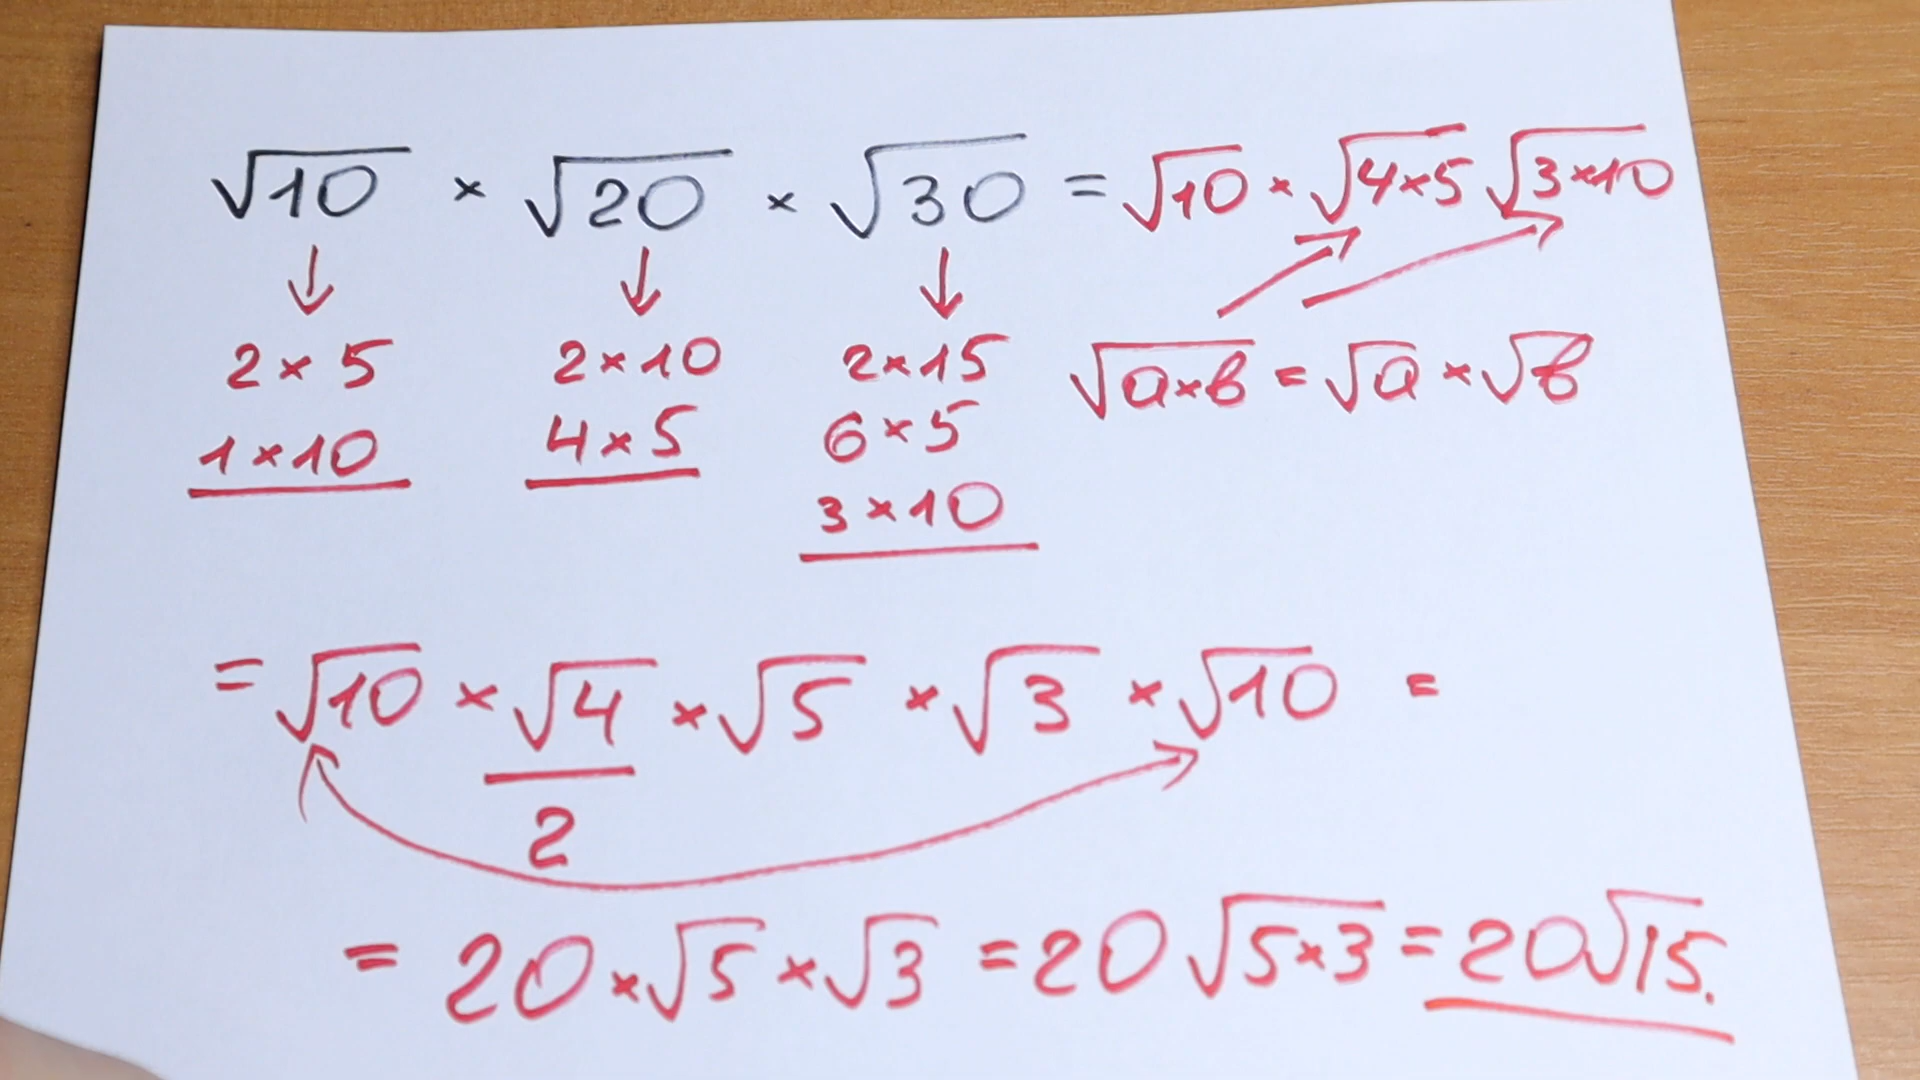 √10 × √20 × √30 = √10 × √4×5 √3×10
↓ ↓ ↓
2 × 5 2 × 10 2 × 15 √a×b = √a × √b
1 × 10 4 × 5 6 × 5
3 × 10
= √10 × √4 × √5 × √3 × √10 =
2
= 20 × √5 × √3 = 20 √5×3 = 20√15.